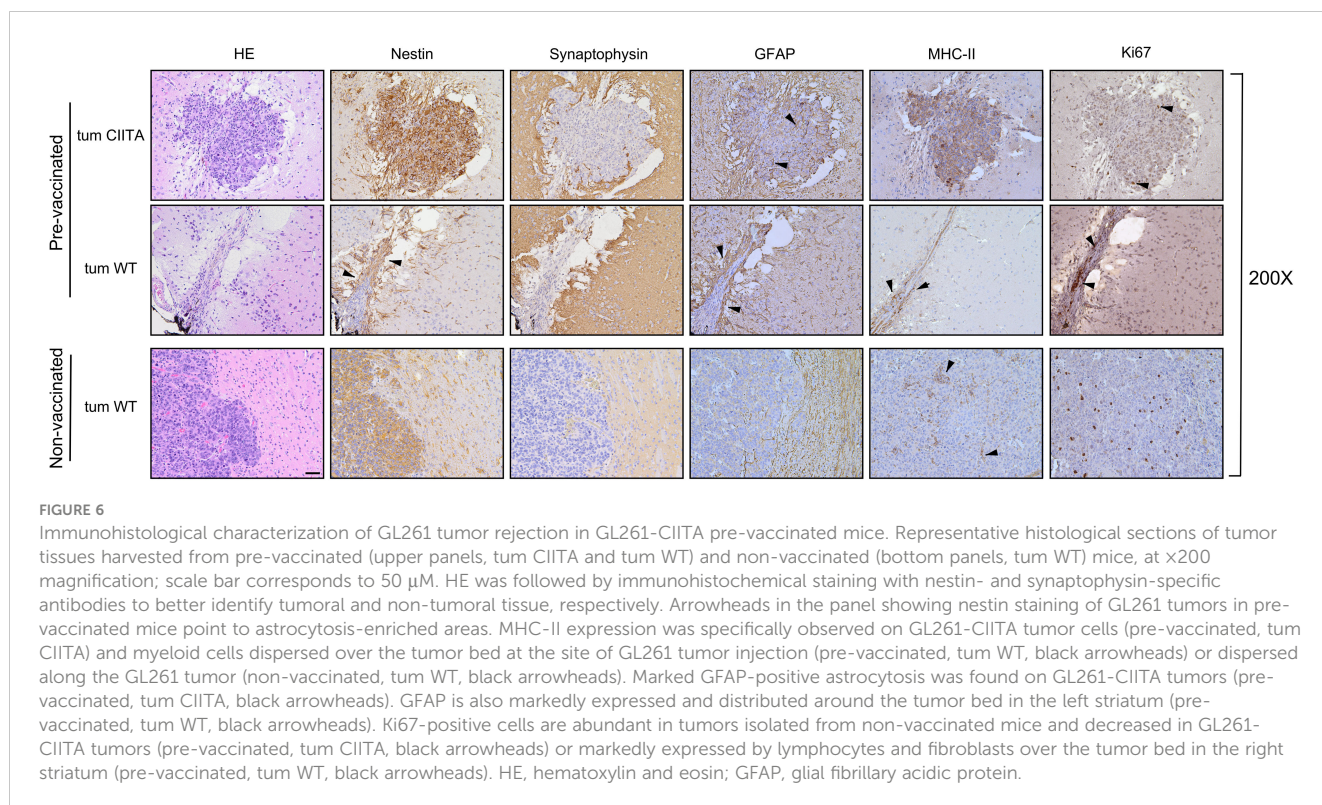 HE Nestin Synaptophysin GFAP MHC-II Ki67
Pre-vaccinated
tum CIITA
tum WT
200X
Non-vaccinated
tum WT
FIGURE 6
Immunohistological characterization of GL261 tumor rejection in GL261-CIITA pre-vaccinated mice. Representative histological sections of tumor
tissues harvested from pre-vaccinated (upper panels, tum CIITA and tum WT) and non-vaccinated (bottom panels, tum WT) mice, at ×200
magnification; scale bar corresponds to 50 μM. HE was followed by immunohistochemical staining with nestin- and synaptophysin-specific
antibodies to better identify tumoral and non-tumoral tissue, respectively. Arrowheads in the panel showing nestin staining of GL261 tumors in pre-
vaccinated mice point to astrocytosis-enriched areas. MHC-II expression was specifically observed on GL261-CIITA tumor cells (pre-vaccinated, tum
CIITA) and myeloid cells dispersed over the tumor bed at the site of GL261 tumor injection (pre-vaccinated, tum WT, black arrowheads) or dispersed
along the GL261 tumor (non-vaccinated, tum WT, black arrowheads). Marked GFAP-positive astrocytosis was found on GL261-CIITA tumors (pre-
vaccinated, tum CIITA, black arrowheads). GFAP is also markedly expressed and distributed around the tumor bed in the left striatum (pre-
vaccinated, tum WT, black arrowheads). Ki67-positive cells are abundant in tumors isolated from non-vaccinated mice and decreased in GL261-
CIITA tumors (pre-vaccinated, tum CIITA, black arrowheads) or markedly expressed by lymphocytes and fibroblasts over the tumor bed in the right
striatum (pre-vaccinated, tum WT, black arrowheads). HE, hematoxylin and eosin; GFAP, glial fibrillary acidic protein.